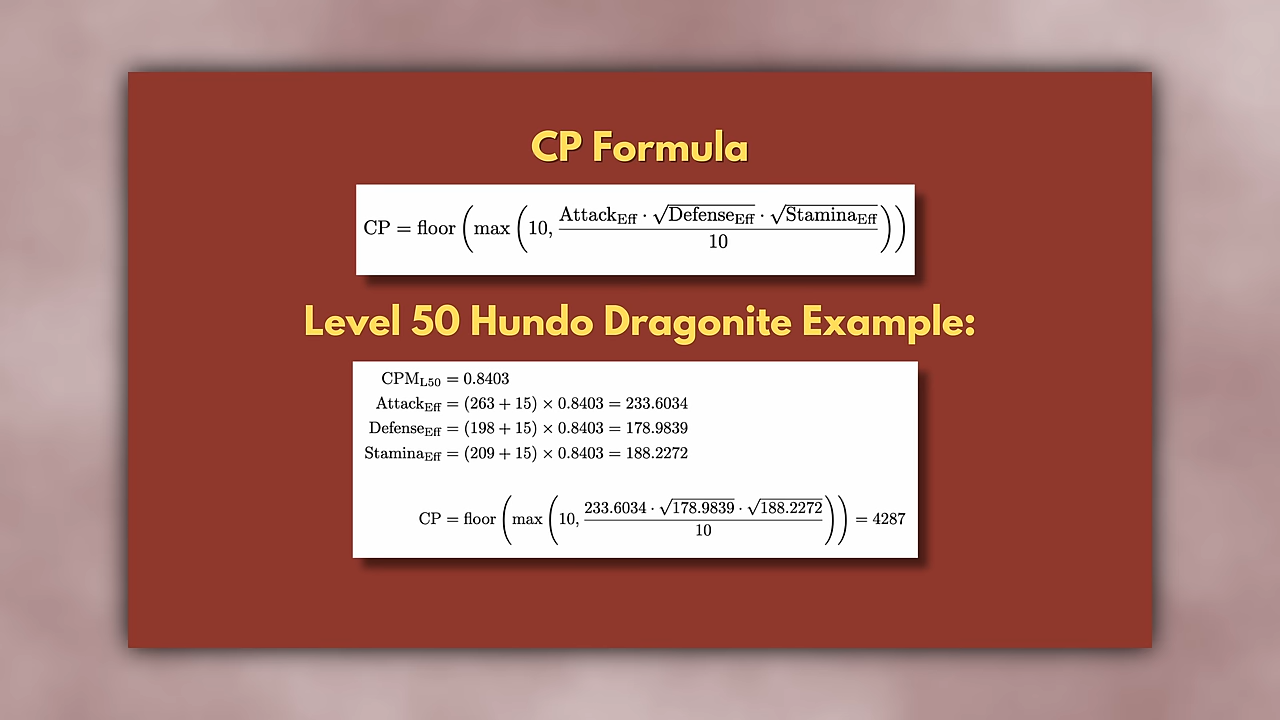 CP Formula
CP = floor(max(10, Attack_Eff · √Defense_Eff · √Stamina_Eff / 10))
Level 50 Hundo Dragonite Example:
CPM_L50 = 0.8403
Attack_Eff = (263 + 15) × 0.8403 = 233.6034
Defense_Eff = (198 + 15) × 0.8403 = 178.9839
Stamina_Eff = (209 + 15) × 0.8403 = 188.2272
CP = floor(max(10, 233.6034 · √178.9839 · √188.2272 / 10)) = 4287